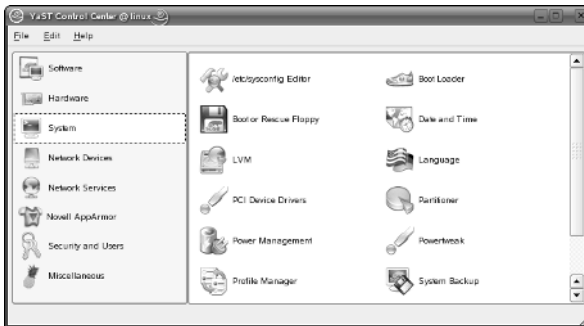 YaST Control Center @ linux
File Edit Help
Software
Hardware
System
Network Devices
Network Services
Novell AppArmor
Security and Users
Miscellaneous
/etc/sysconfig Editor
Boot Loader
Boot or Rescue Floppy
Date and Time
LVM
Language
PCI Device Drivers
Partitioner
Power Management
Powertweak
Profile Manager
System Backup